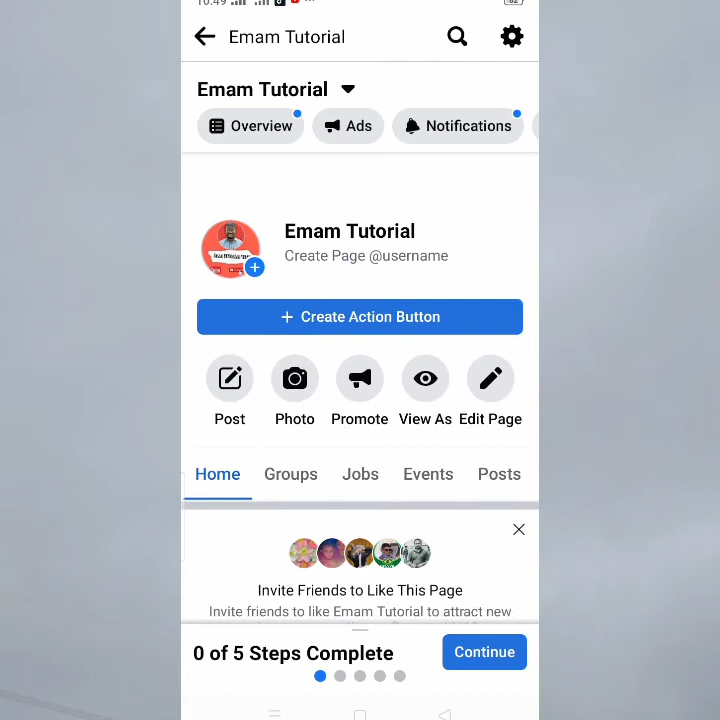 10:49
Emam Tutorial
Emam Tutorial
Overview
Ads
Notifications
Emam Tutorial
Create Page @username
+ Create Action Button
Post
Photo
Promote
View As
Edit Page
Home
Groups
Jobs
Events
Posts
Invite Friends to Like This Page
Invite friends to like Emam Tutorial to attract new
0 of 5 Steps Complete
Continue